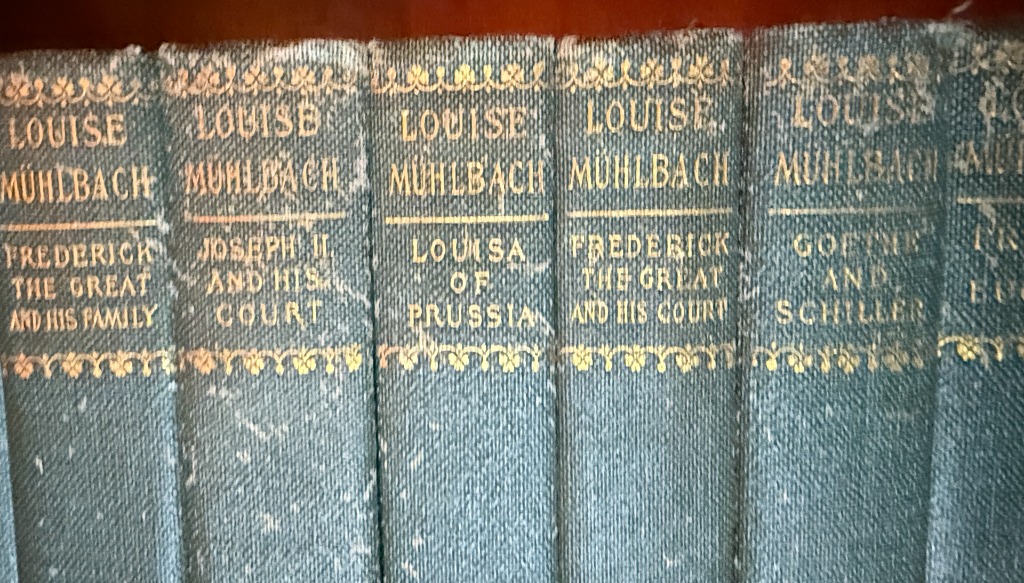 LOUISE
MÜHLBACH
FREDERICK
THE GREAT
AND HIS FAMILY
LOUISE
MÜHLBACH
JOSEPH II
AND HIS
COURT
LOUISE
MÜHLBACH
LOUISA
OF
PRUSSIA
LOUISE
MÜHLBACH
FREDERICK
THE GREAT
AND HIS COURT
LOUISE
MÜHLBACH
GOETHE
AND
SCHILLER